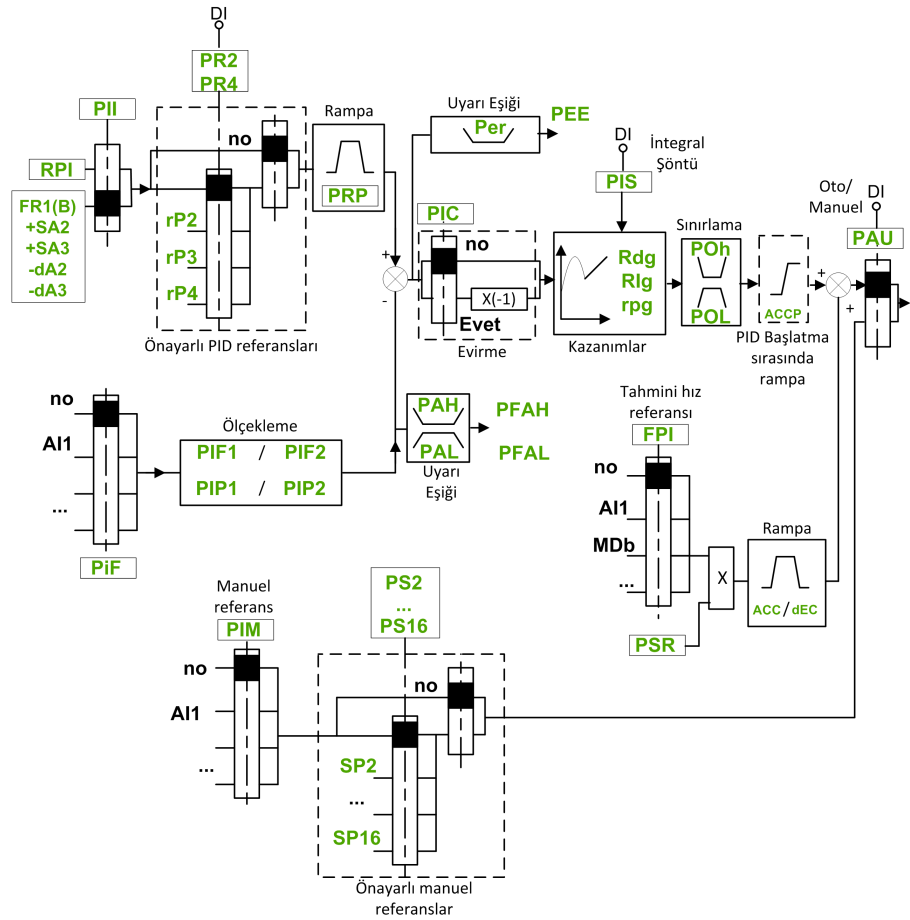 DI
PR2
PR4
PII
no
RPI
FR1(B)
+SA2
+SA3
-dA2
-dA3
rP2
rP3
rP4
Önayarlı PID referansları
Rampa
PRP
Uyarı Eşiği
Per
PEE
+
-
PIC
no
X(-1)
Evet
Evirme
DI
İntegral
Şöntü
PIS
Rdg
RIg
rpg
Kazanımlar
Sınırlama
POh
POL
ACCP
PID Başlatma
sırasında
rampa
Oto/
Manuel
DI
PAU
+
+
no
AI1
...
PiF
Ölçekleme
PIF1 / PIF2
PIP1 / PIP2
PAH
PAL
Uyarı
Eşiği
PFAH
PFAL
Tahmini hız
referansı
FPI
no
AI1
MDb
...
X
PSR
Rampa
ACC/dEC
Manuel
referans
PIM
no
AI1
...
PS2
...
PS16
no
SP2
...
SP16
Önayarlı manuel
referanslar